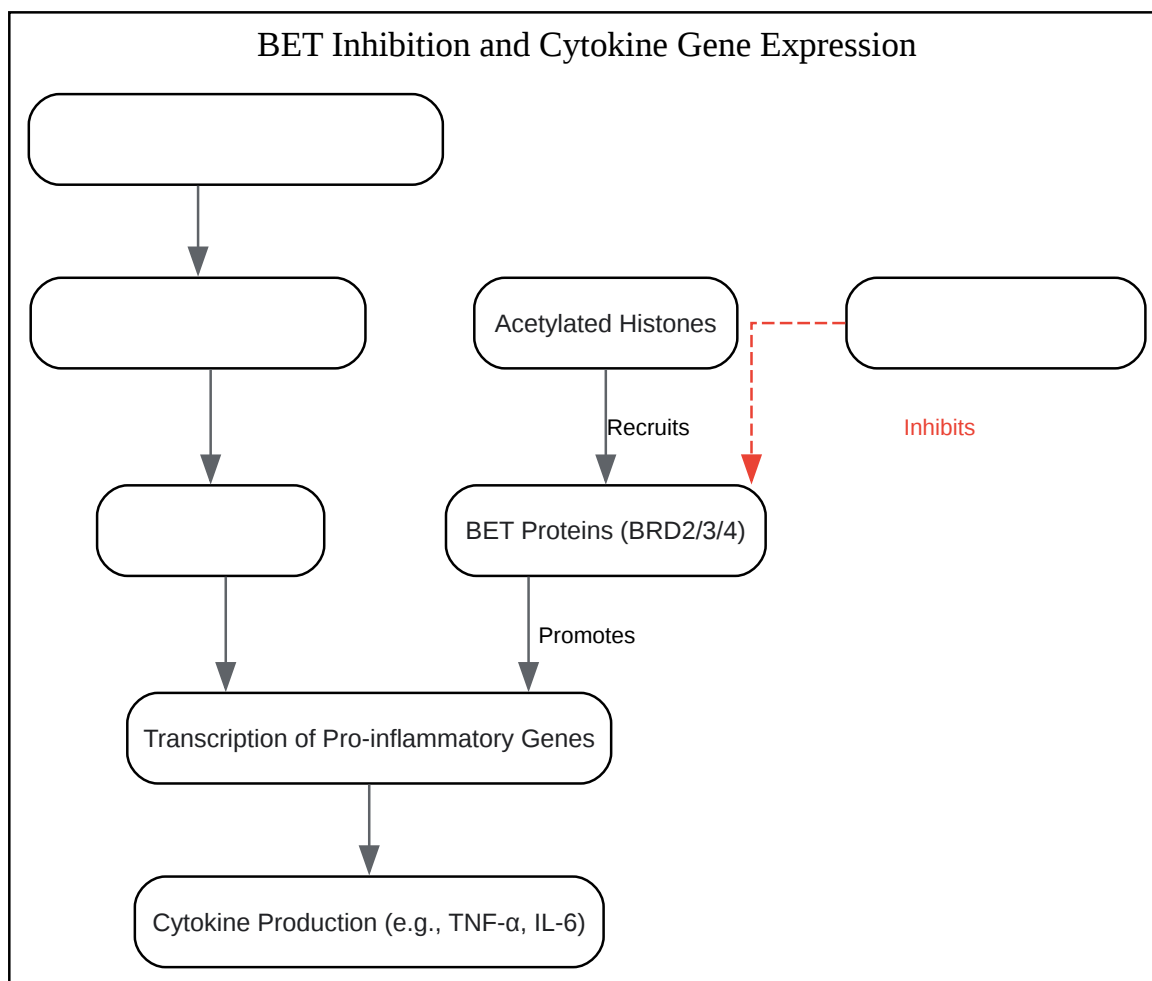 BET Inhibition and Cytokine Gene Expression
Acetylated Histones
Recruits
Inhibits
BET Proteins (BRD2/3/4)
Promotes
Transcription of Pro-inflammatory Genes
Cytokine Production (e.g., TNF-α, IL-6)